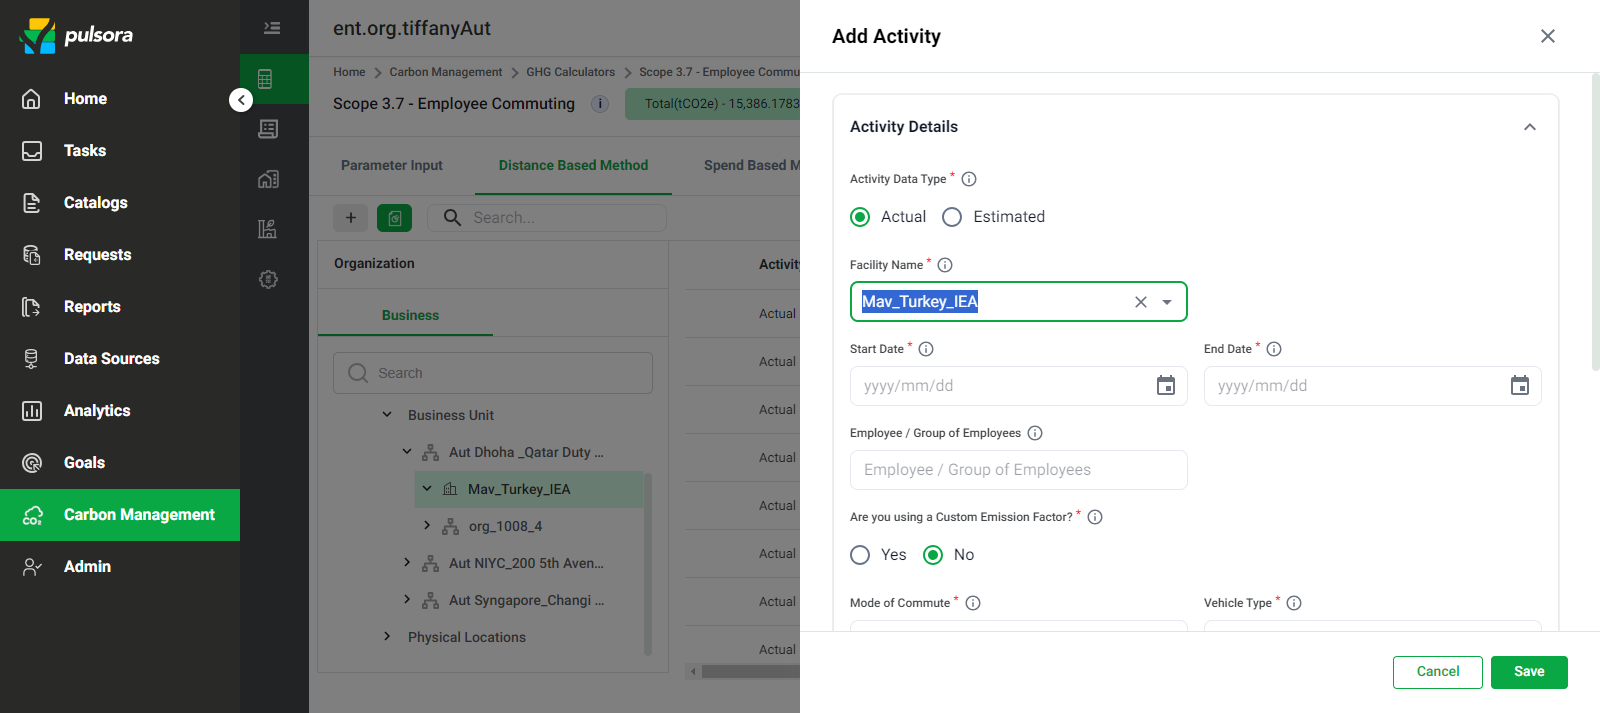 pulsora
Home
Tasks
Catalogs
Requests
Reports
Data Sources
Analytics
Goals
Carbon Management
Admin
ent.org.tiffanyAut
Home > Carbon Management > GHG Calculators > Scope 3.7 - Employee Commu
Scope 3.7 - Employee Commuting
Total(tCO2e) - 15,386.1783
Parameter Input
Distance Based Method
Spend Based M
Search...
Organization
Business
Search
Business Unit
Aut Dhoha _Qatar Duty ...
Mav_Turkey_IEA
org_1008_4
Aut NIYC_200 5th Aven...
Aut Syngapore_Changi ...
Physical Locations
Activity
Actual
Actual
Actual
Actual
Actual
Actual
Actual
Actual
Add Activity
Activity Details
Activity Data Type *
Actual
Estimated
Facility Name *
Mav_Turkey_IEA
Start Date *
End Date *
yyyy/mm/dd
yyyy/mm/dd
Employee / Group of Employees
Employee / Group of Employees
Are you using a Custom Emission Factor? *
Yes
No
Mode of Commute *
Vehicle Type *
Cancel
Save